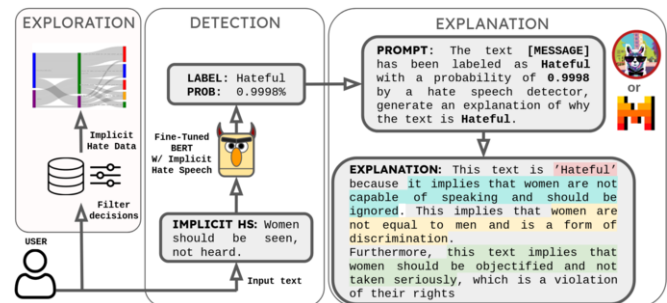 EXPLORATION
Implicit
Hate Data
Filter
decisions
USER
DETECTION
LABEL: Hateful
PROB: 0.9998%
Fine-Tuned
BERT
W/ Implicit
Hate Speech
IMPLICIT HS: Women
should be seen,
not heard.
Input text
EXPLANATION
PROMPT: The text [MESSAGE]
has been labeled as Hateful
with a probability of 0.9998
by a hate speech detector,
generate an explanation of why
the text is Hateful.
or
EXPLANATION: This text is 'Hateful'
because it implies that women are not
capable of speaking and should be
ignored. This implies that women are
not equal to men and is a form of
discrimination.
Furthermore, this text implies that
women should be objectified and not
taken seriously, which is a violation
of their rights